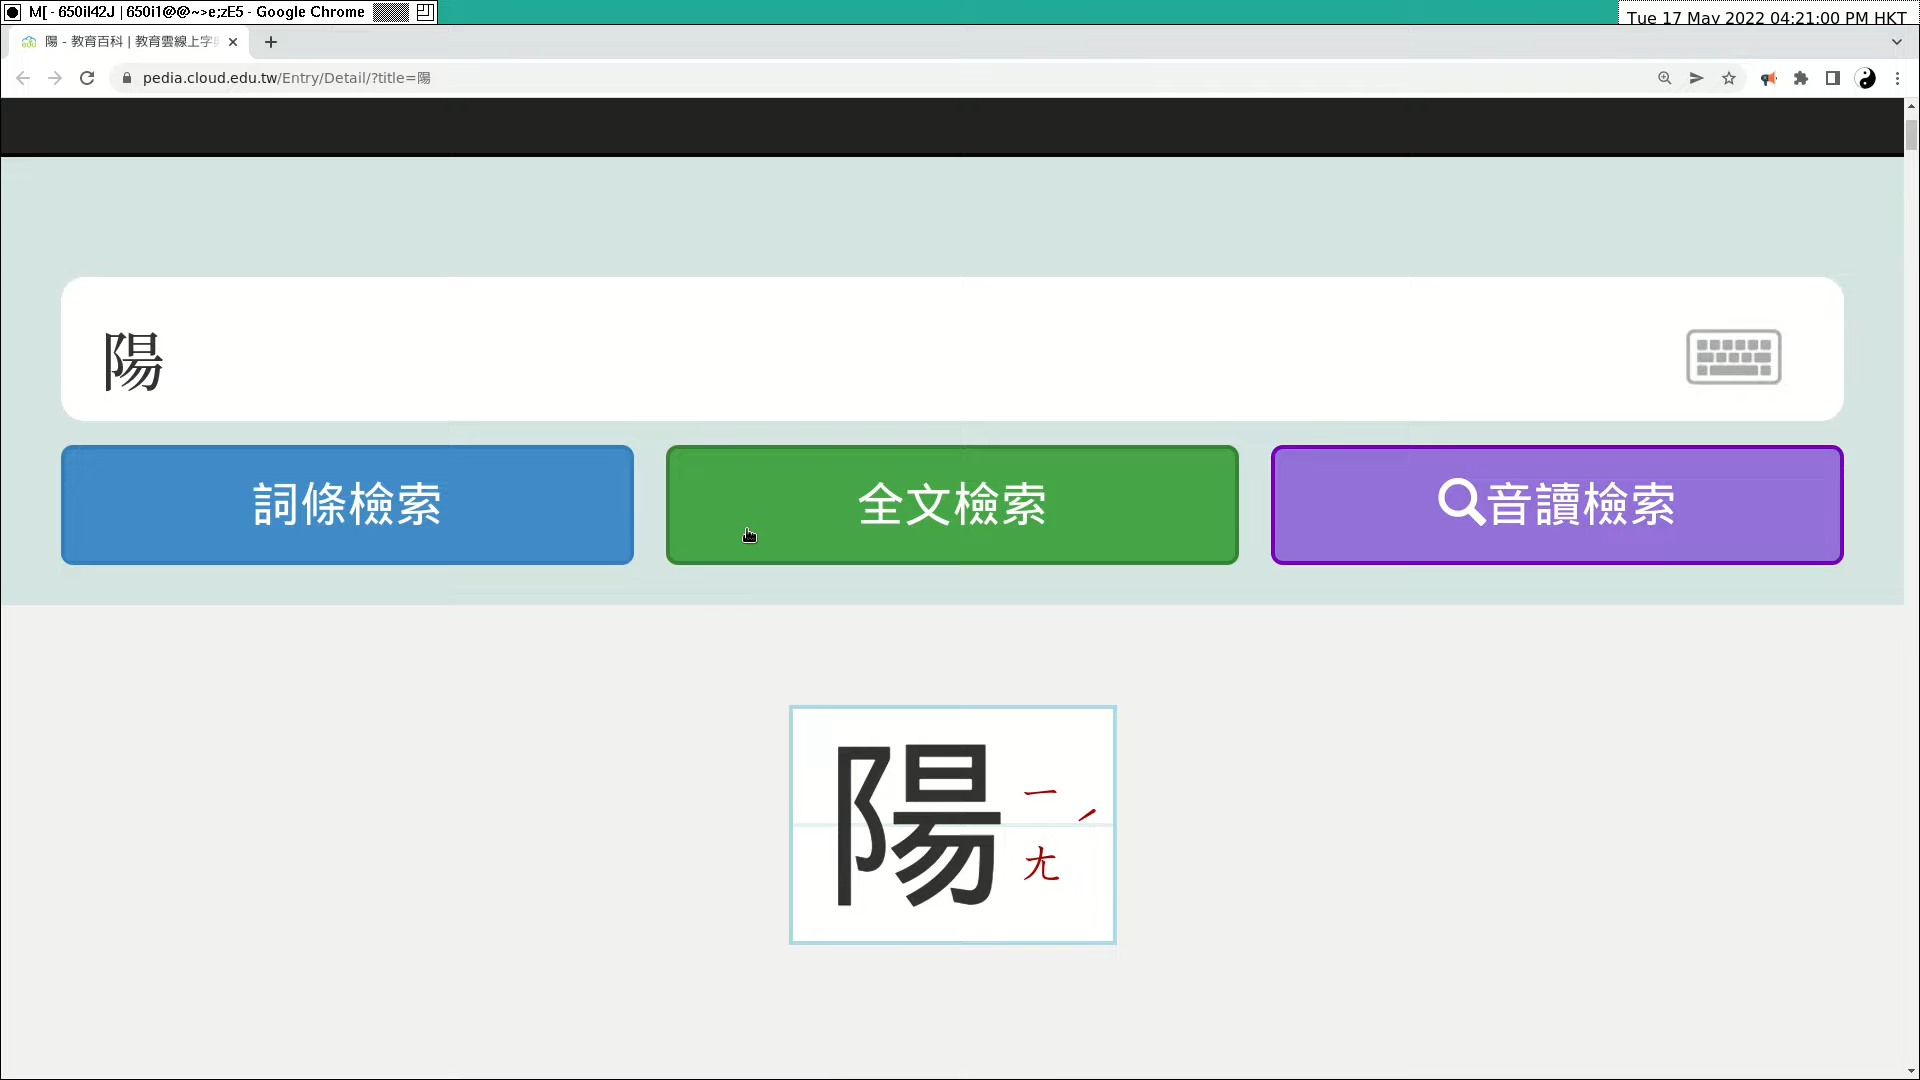 M[ - 650il42J | 650i1@@~>e;zE5 - Google Chrome
Tue 17 May 2022 04:21:00 PM HKT
陽 - 教育百科 | 教育雲線上字
pedia.cloud.edu.tw/Entry/Detail/?title=陽
陽
詞條檢索
全文檢索
音讀檢索
陽 ㄧㄤˊ